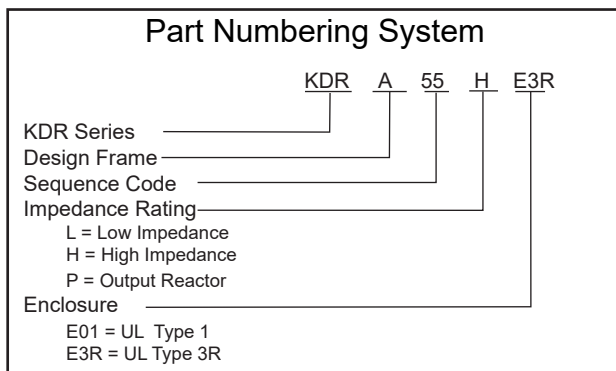 Part Numbering System
KDR A 55 H E3R
KDR Series
Design Frame
Sequence Code
Impedance Rating
L = Low Impedance
H = High Impedance
P = Output Reactor
Enclosure
E01 = UL Type 1
E3R = UL Type 3R